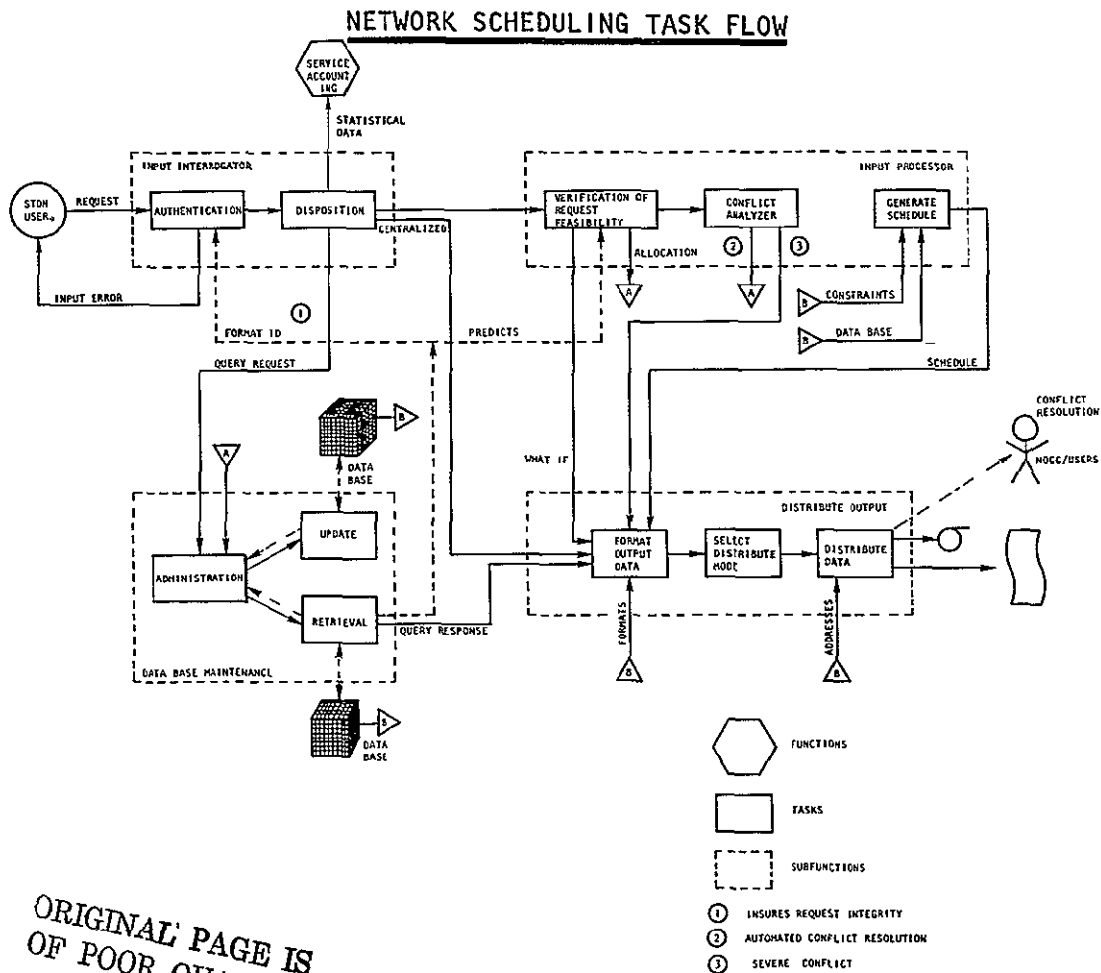 NETWORK SCHEDULING TASK FLOW
SERVICE
ACCOUNT
ING
STATISTICAL
DATA
INPUT INTERROGATOR
INPUT PROCESSOR
STDN
USER
REQUEST
AUTHENTICATION
DISPOSITION
VERIFICATION OF
REQUEST
FEASIBILITY
CONFLICT
ANALYZER
GENERATE
SCHEDULE
CENTRALIZED
2
3
ALLOCATION
A
A
INPUT ERROR
1
B
CONSTRAINTS
FORMAT ID
PREDICTS
B
DATA BASE
QUERY REQUEST
SCHEDULE
CONFLICT
RESOLUTION
B
NOCC/USERS
A
DATA
BASE
WHAT IF
DISTRIBUTE OUTPUT
UPDATE
FORMAT
OUTPUT
DATA
SELECT
DISTRIBUTE
MODE
DISTRIBUTE
DATA
ADMINISTRATION
RETRIEVAL
QUERY RESPONSE
FORMATS
ADDRESSES
DATA BASE MAINTENANCE
B
B
B
DATA
BASE
FUNCTIONS
TASKS
SUBFUNCTIONS
1 INSURES REQUEST INTEGRITY
2 AUTOMATED CONFLICT RESOLUTION
3 SEVERE CONFLICT
ORIGINAL PAGE IS
OF POOR